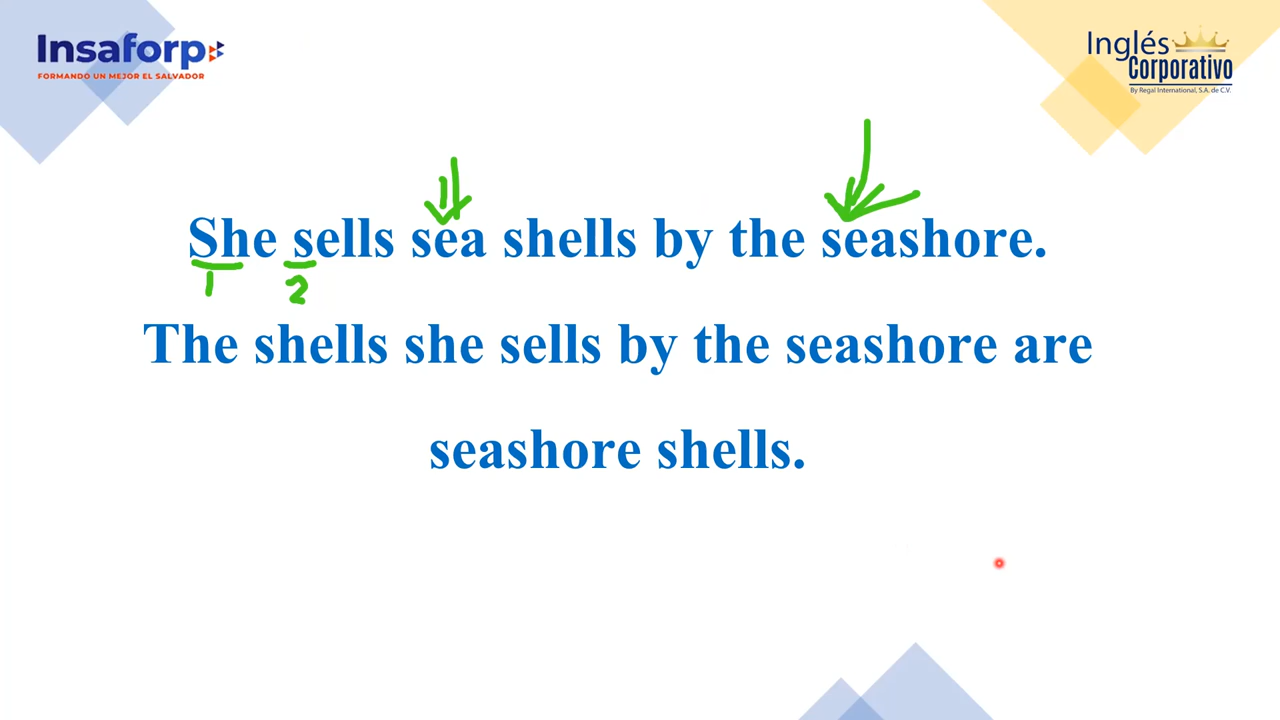 Insaforp
FORMANDO UN MEJOR EL SALVADOR
Inglés
Corporativo
By Regal International, S.A. de C.V.
She sells sea shells by the seashore.
1 2
The shells she sells by the seashore are
seashore shells.